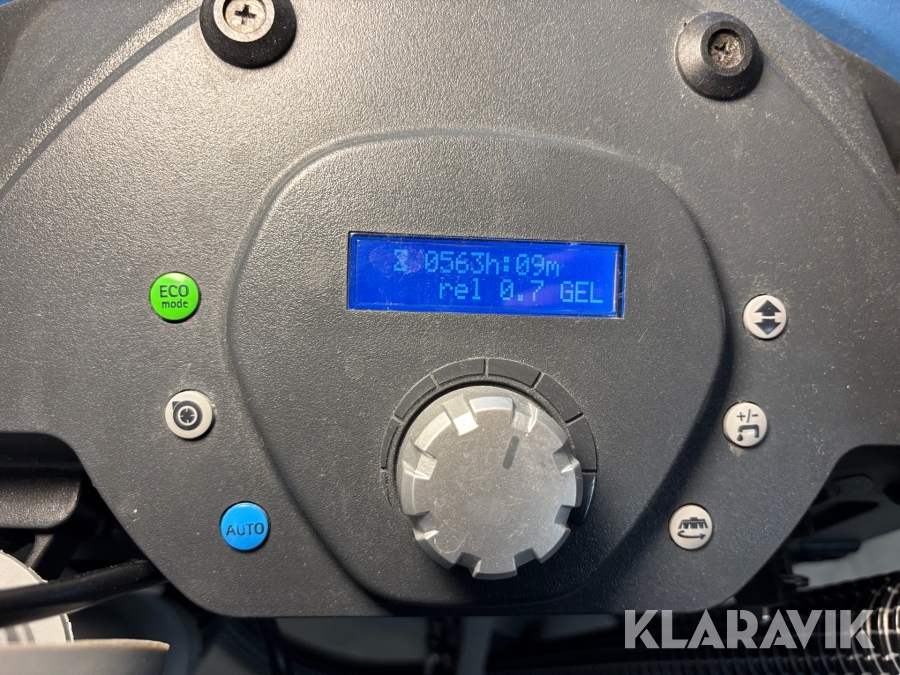 ⧖ 0563h:09m
rel 0.7 GEL
ECO
mode
+/-
AUTO
KLARAVIK